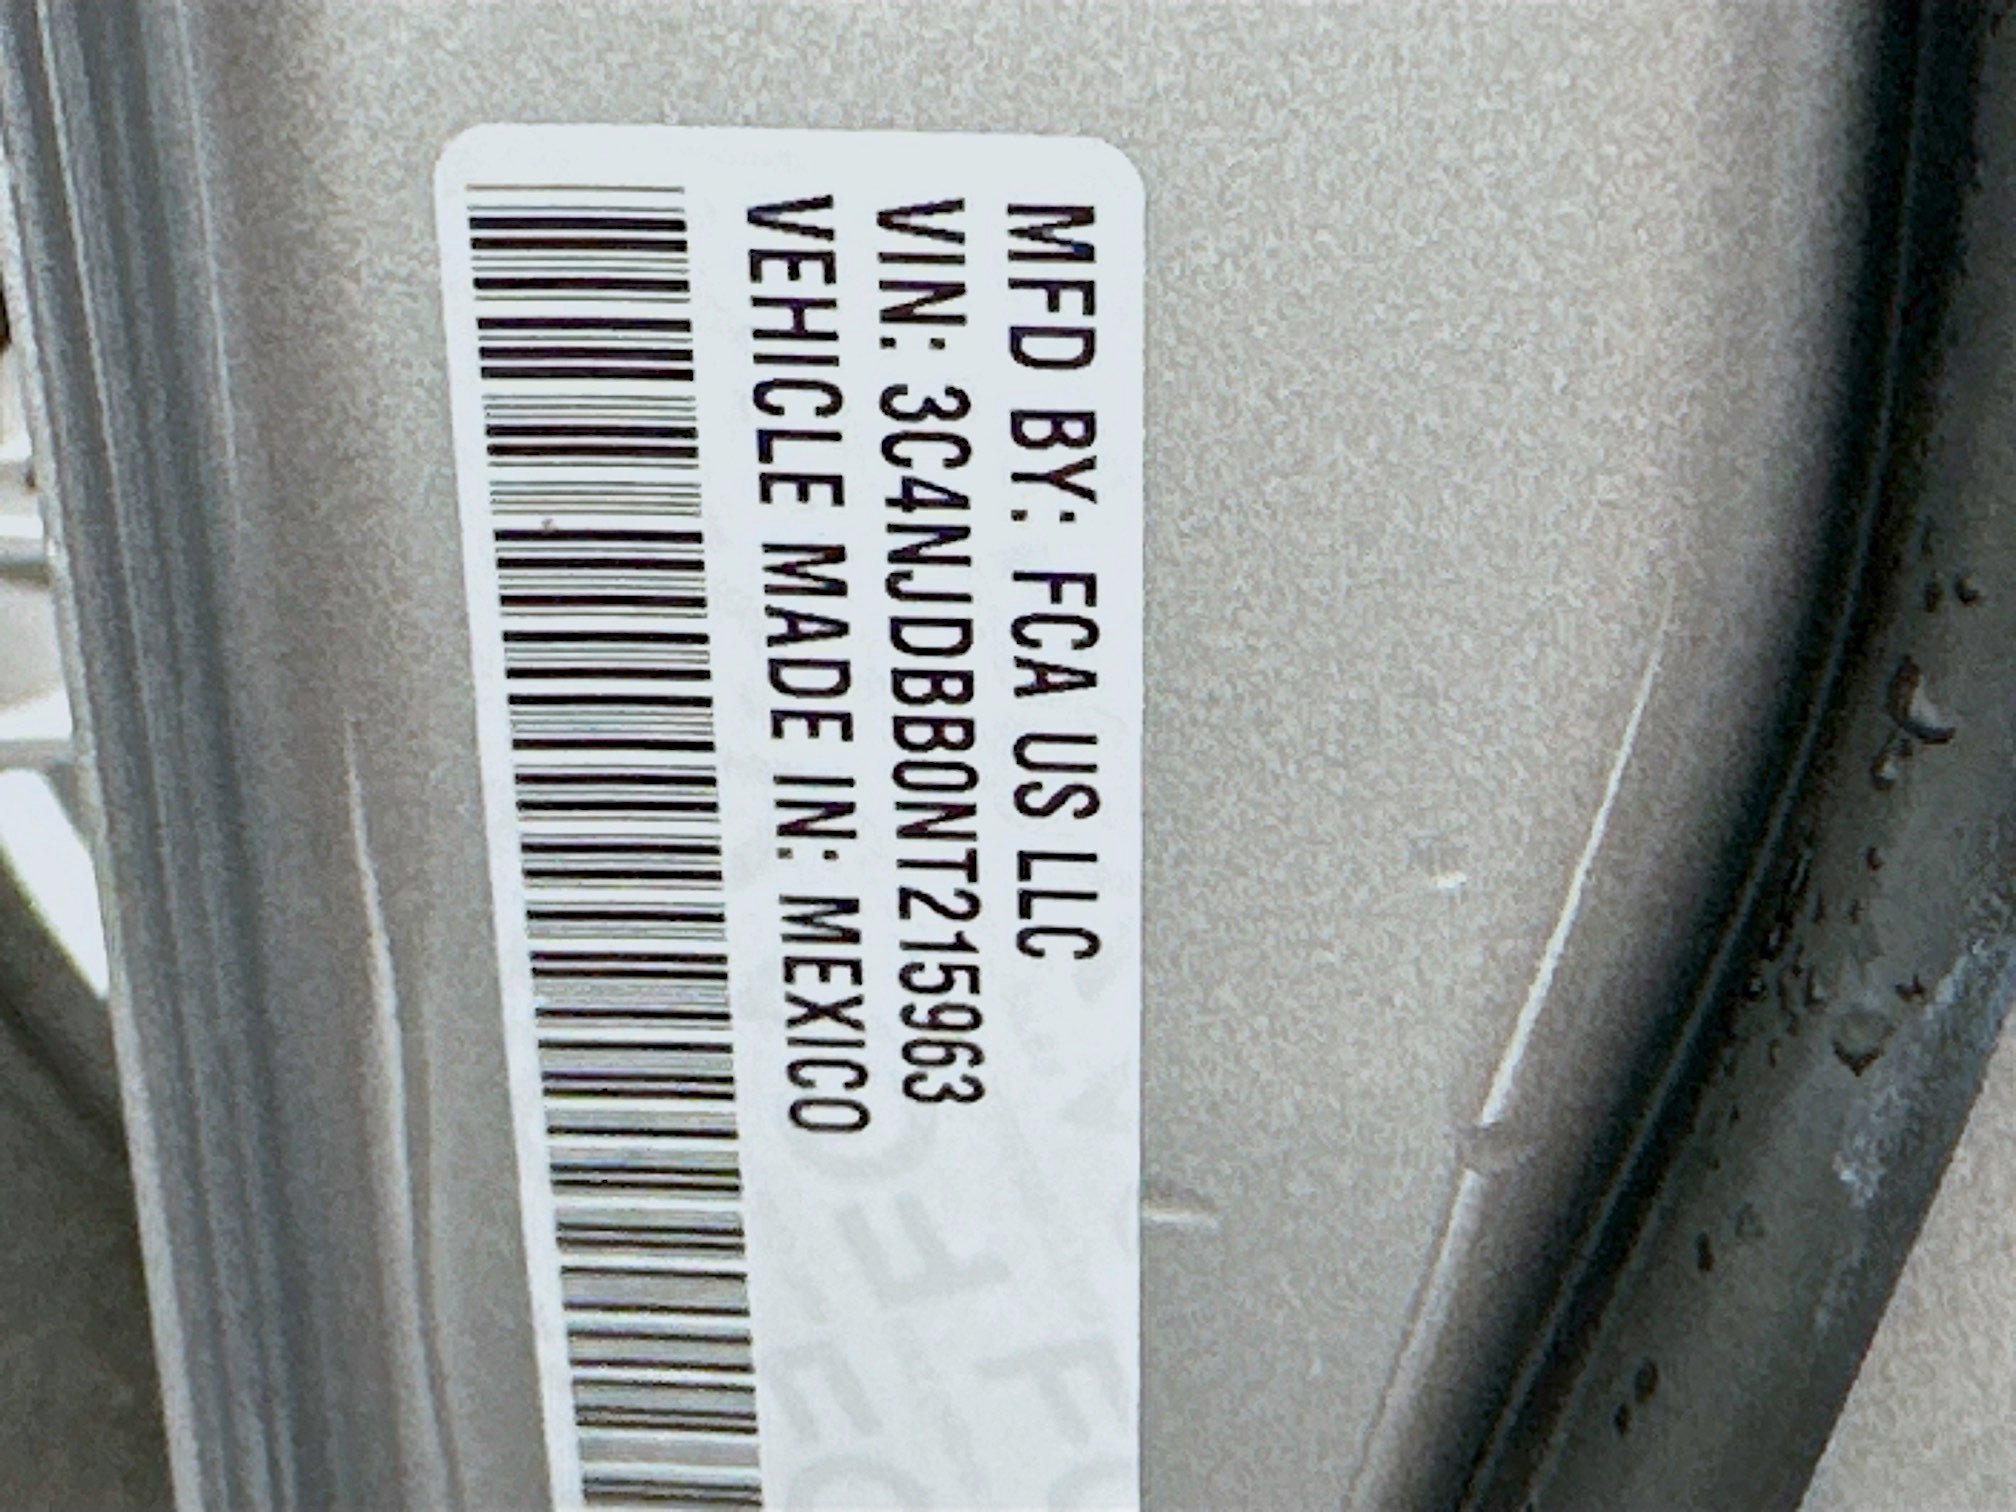 MFD BY: FCA US LLC
VIN: 3C4NJDBB0NT215963
VEHICLE MADE IN: MEXICO